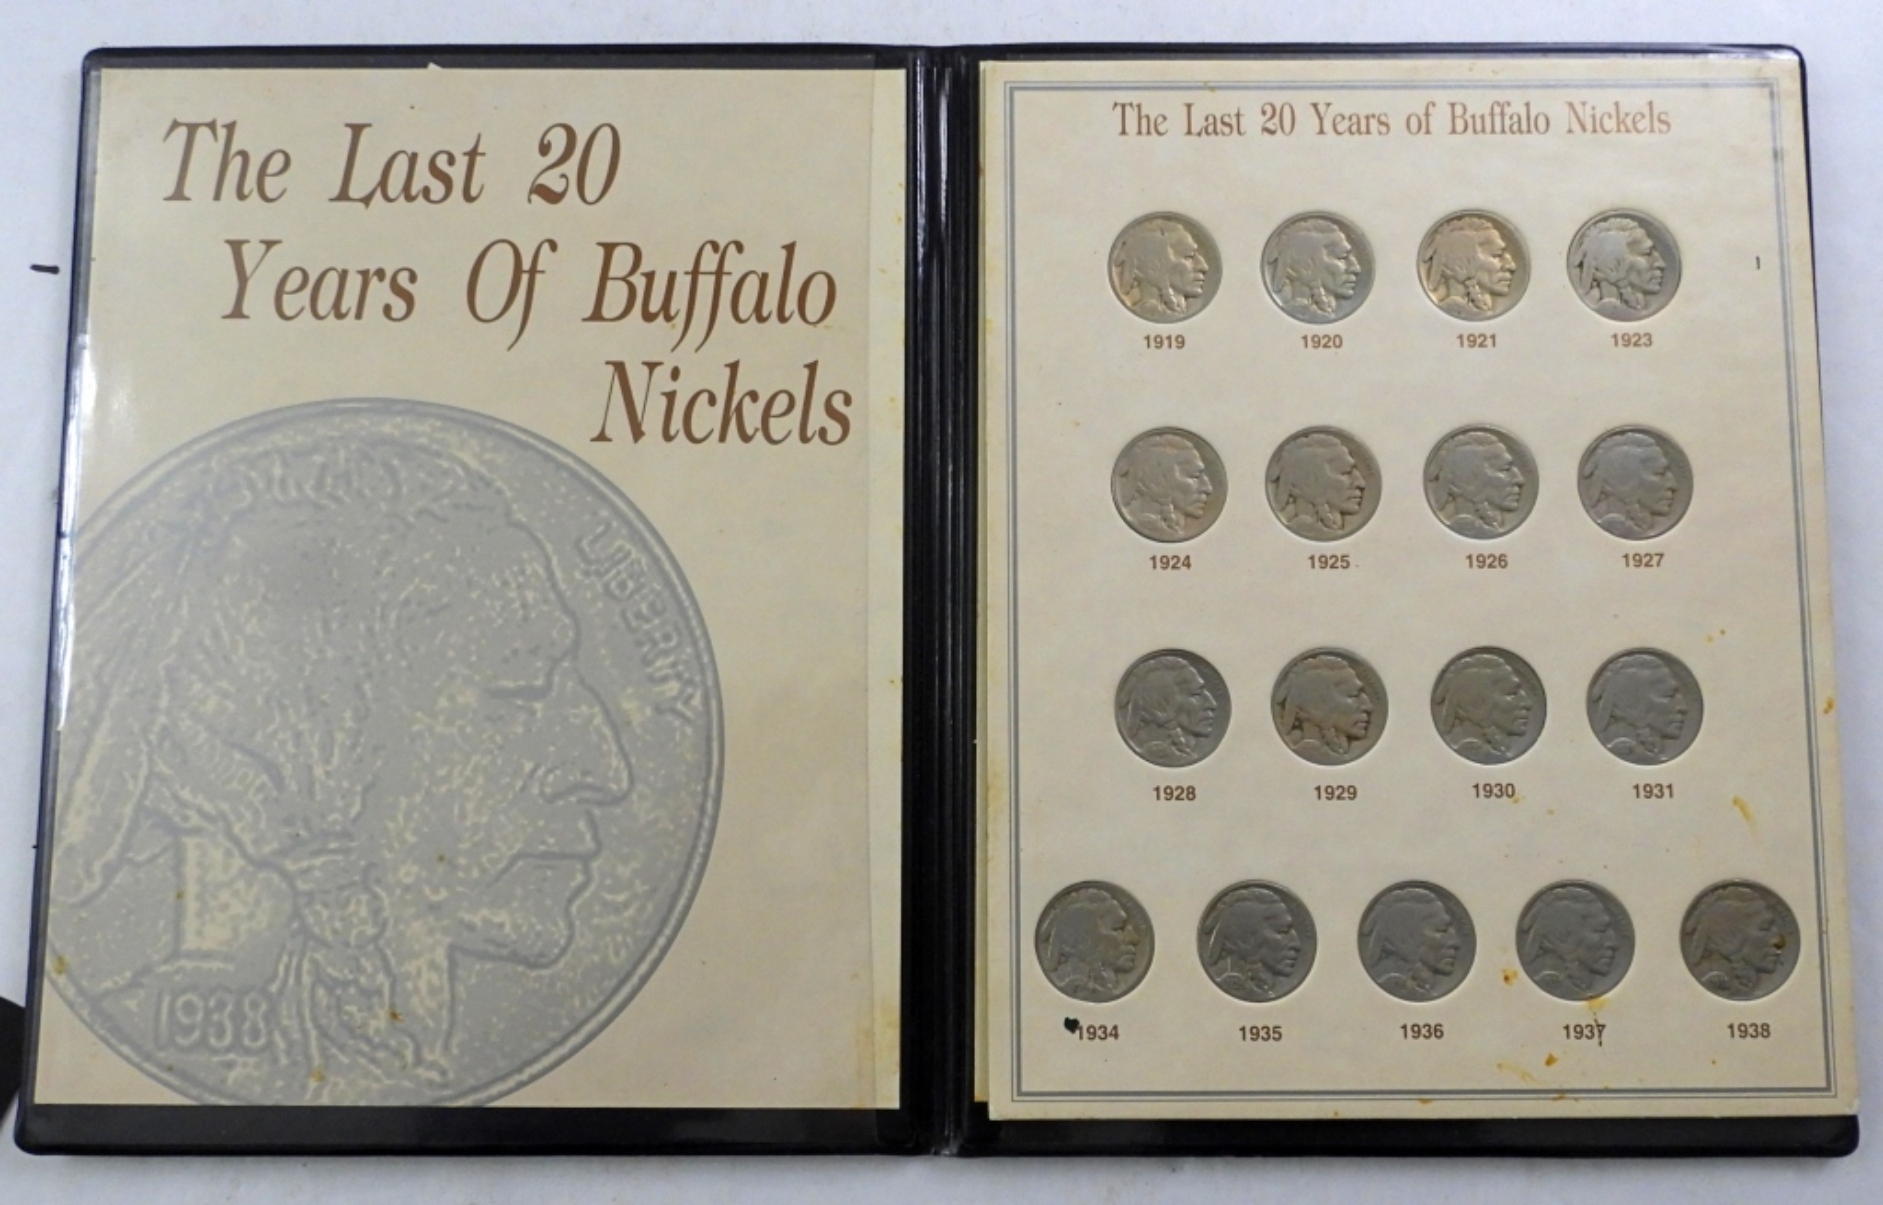 The Last 20
Years Of Buffalo
Nickels
LIBERTY
1938
The Last 20 Years of Buffalo Nickels
1919 1920 1921 1923
1924 1925 1926 1927
1928 1929 1930 1931
1934 1935 1936 1937 1938